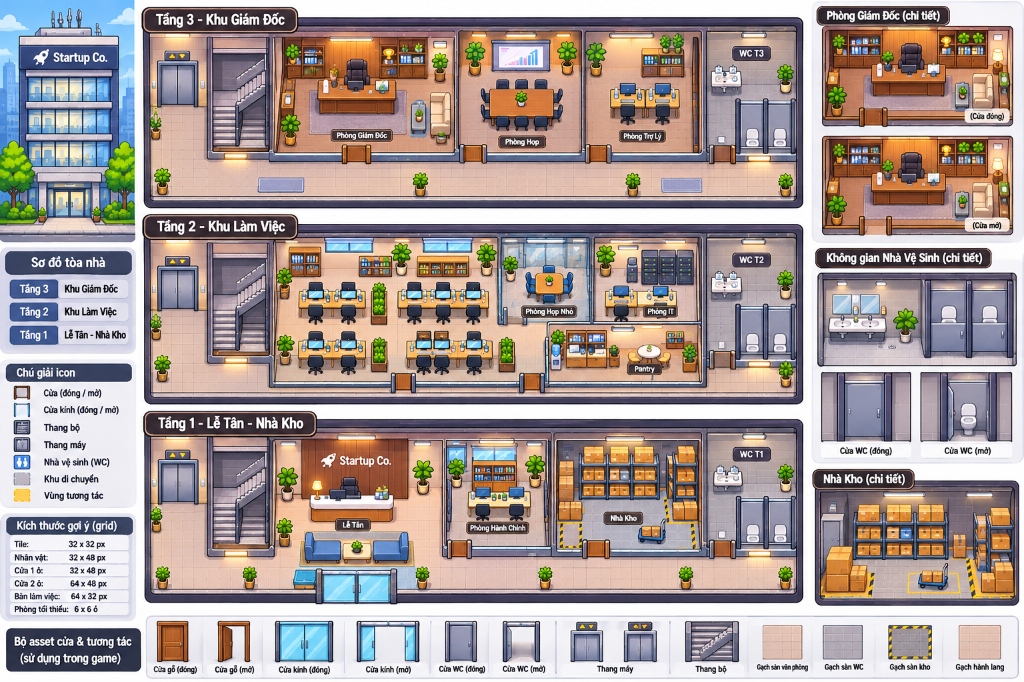 Startup Co.
Tầng 3 - Khu Giám Đốc
WC T3
Phòng Giám Đốc
Phòng Họp
Phòng Trợ Lý
Phòng Giám Đốc (chi tiết)
(Cửa đóng)
(Cửa mở)
Tầng 2 - Khu Làm Việc
WC T2
Phòng Họp Nhỏ
Phòng IT
Pantry
Không gian Nhà Vệ Sinh (chi tiết)
Cửa WC (đóng)
Cửa WC (mở)
Sơ đồ tòa nhà
Tầng 3 Khu Giám Đốc
Tầng 2 Khu Làm Việc
Tầng 1 Lễ Tân - Nhà Kho
Chú giải icon
Cửa (đóng / mở)
Cửa kính (đóng / mở)
Thang bộ
Thang máy
Nhà vệ sinh (WC)
Khu di chuyển
Vùng tương tác
Tầng 1 - Lễ Tân - Nhà Kho
Startup Co.
WC T1
Lễ Tân
Phòng Hành Chính
Nhà Kho
Nhà Kho (chi tiết)
Kích thước gợi ý (grid)
Tile: 32 x 32 px
Nhân vật: 32 x 48 px
Cửa 1 ô: 32 x 48 px
Cửa 2 ô: 64 x 48 px
Bàn làm việc: 64 x 32 px
Phòng tối thiểu: 6 x 6 ô
Bộ asset cửa & tương tác
(sử dụng trong game)
Cửa gỗ (đóng)
Cửa gỗ (mở)
Cửa kính (đóng)
Cửa kính (mở)
Cửa WC (đóng)
Cửa WC (mở)
Thang máy
Thang bộ
Gạch sàn văn phòng
Gạch sàn WC
Gạch sàn kho
Gạch hành lang